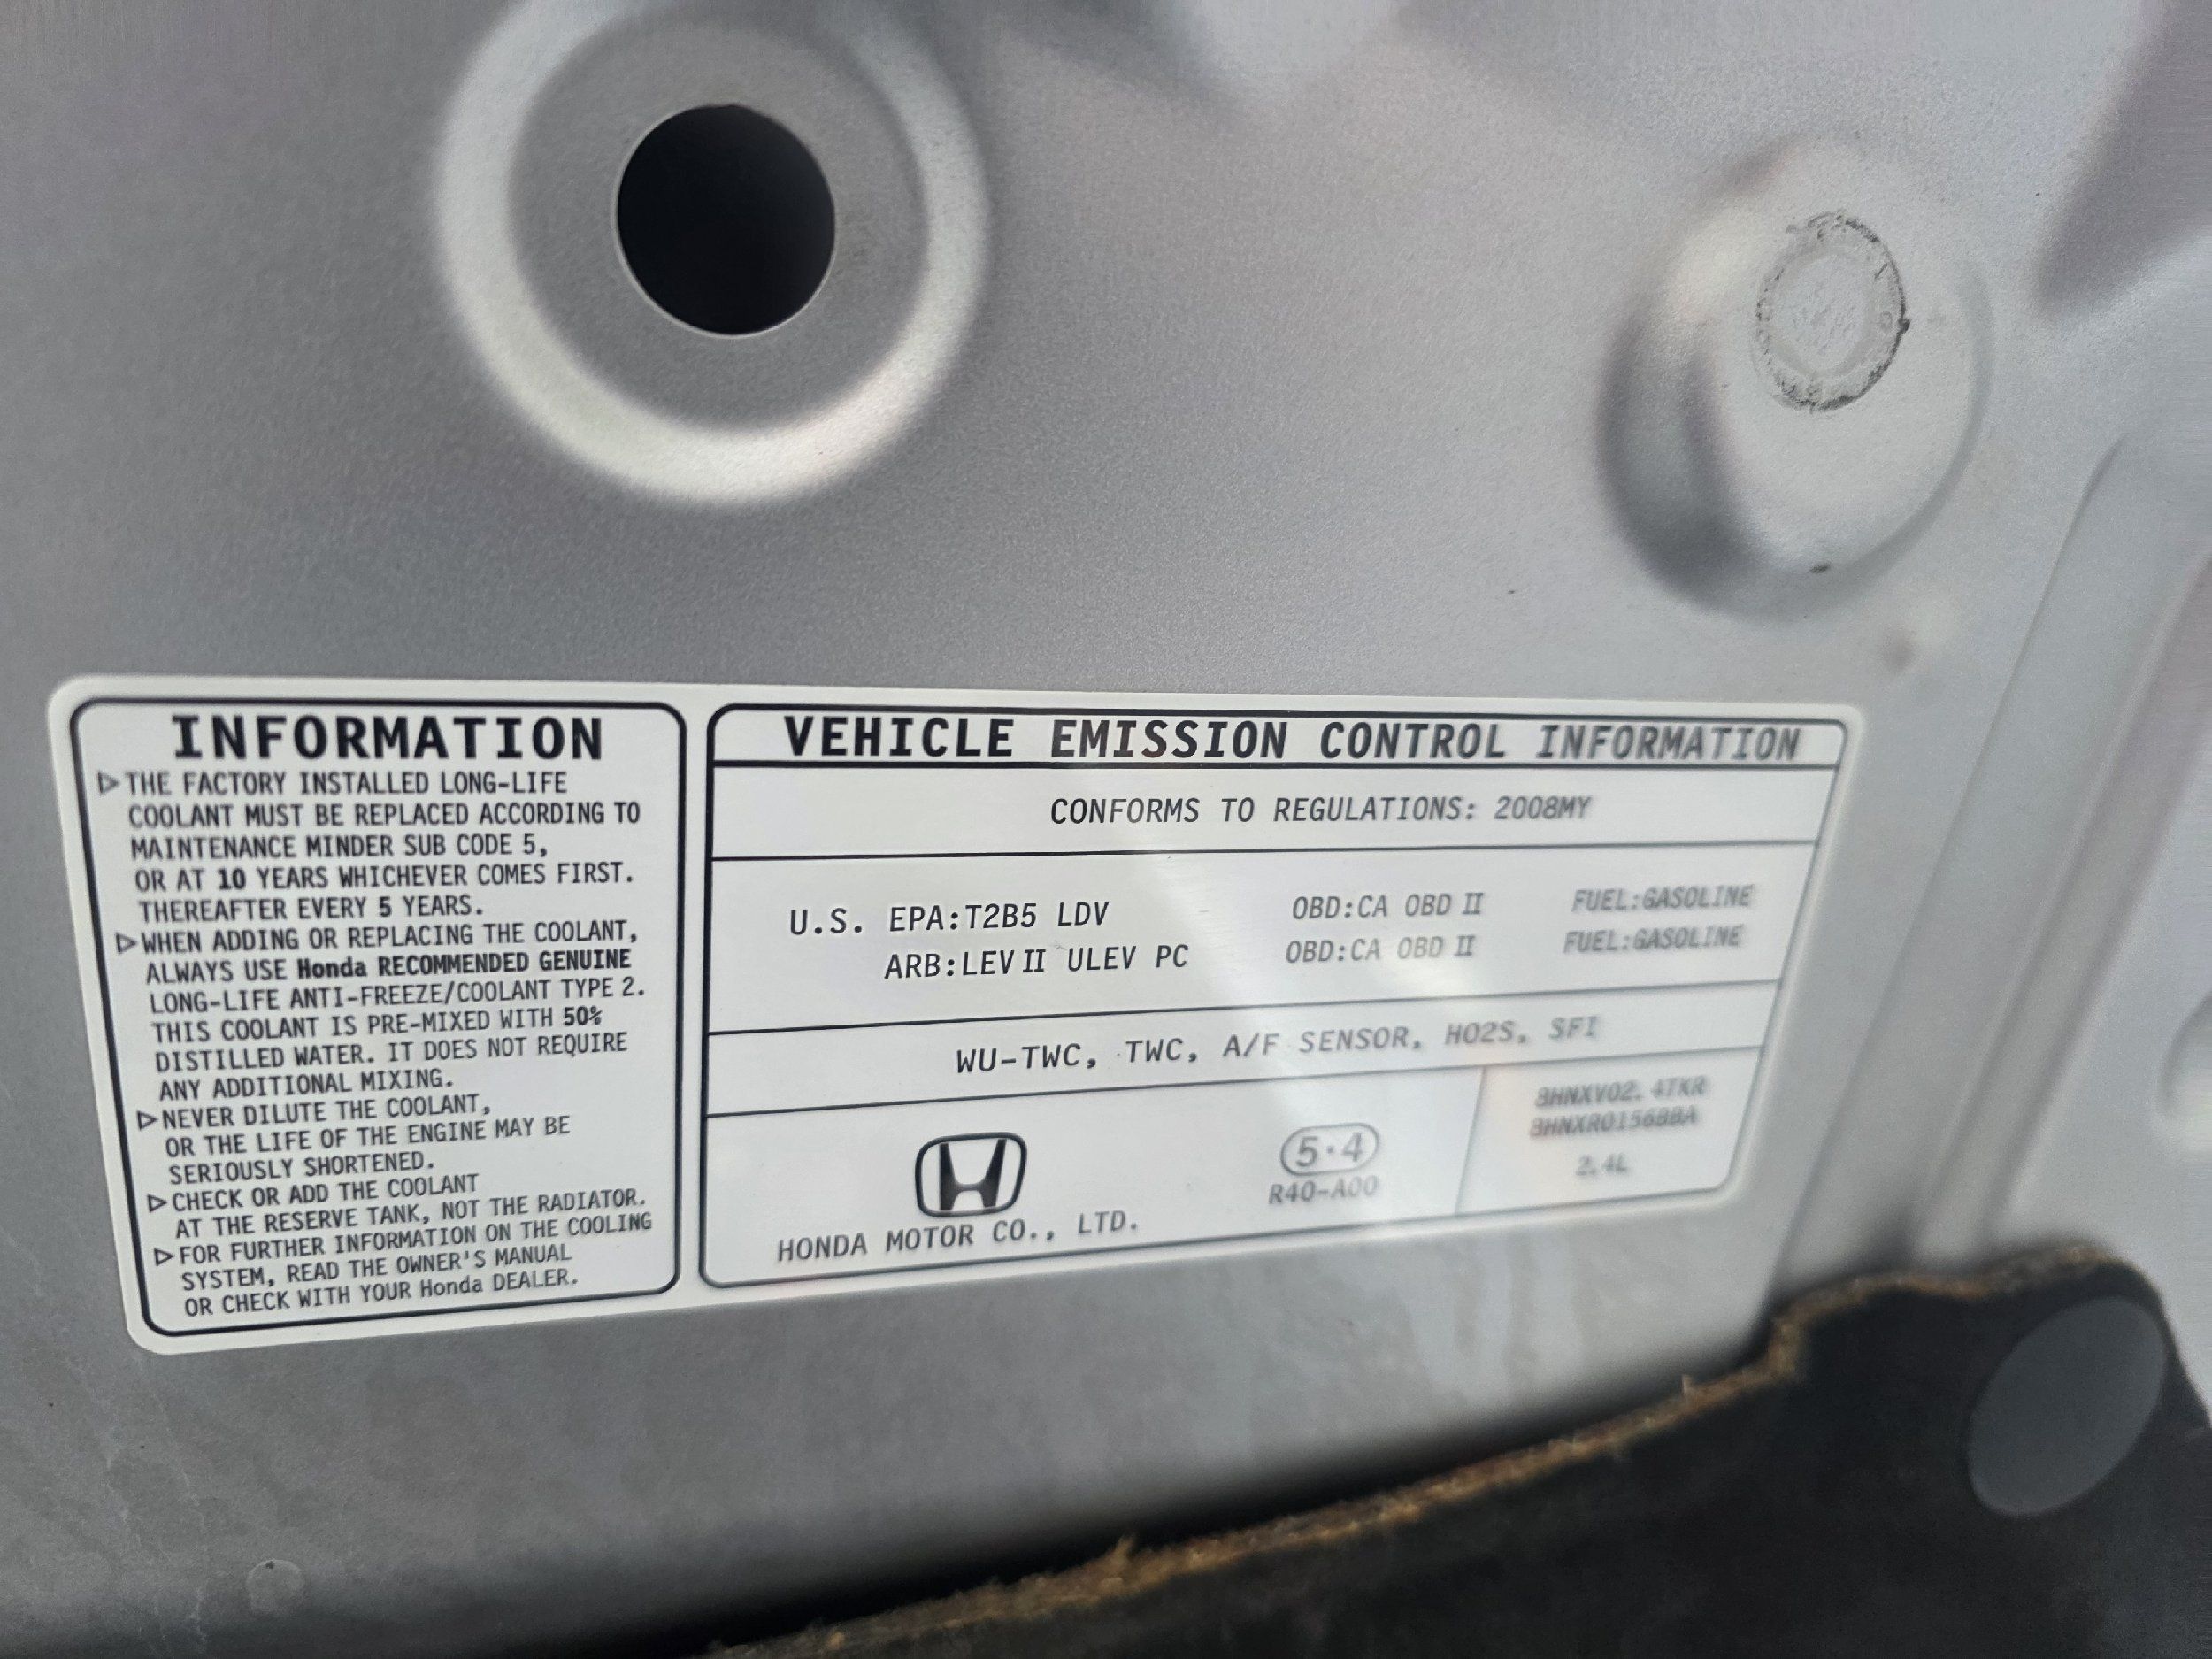 INFORMATION
▷THE FACTORY INSTALLED LONG-LIFE
COOLANT MUST BE REPLACED ACCORDING TO
MAINTENANCE MINDER SUB CODE 5,
OR AT 10 YEARS WHICHEVER COMES FIRST.
THEREAFTER EVERY 5 YEARS.
▷WHEN ADDING OR REPLACING THE COOLANT,
ALWAYS USE Honda RECOMMENDED GENUINE
LONG-LIFE ANTI-FREEZE/COOLANT TYPE 2.
THIS COOLANT IS PRE-MIXED WITH 50%
DISTILLED WATER. IT DOES NOT REQUIRE
ANY ADDITIONAL MIXING.
▷NEVER DILUTE THE COOLANT,
OR THE LIFE OF THE ENGINE MAY BE
SERIOUSLY SHORTENED.
▷CHECK OR ADD THE COOLANT
AT THE RESERVE TANK, NOT THE RADIATOR.
▷FOR FURTHER INFORMATION ON THE COOLING
SYSTEM, READ THE OWNER'S MANUAL
OR CHECK WITH YOUR Honda DEALER.
VEHICLE EMISSION CONTROL INFORMATION
CONFORMS TO REGULATIONS: 2008MY
U.S. EPA:T2B5 LDV OBD:CA OBD II FUEL:GASOLINE
ARB:LEV II ULEV PC OBD:CA OBD II FUEL:GASOLINE
WU-TWC, TWC, A/F SENSOR, HO2S, SFI
HONDA MOTOR CO., LTD.
5·4
R40-A00
8HNXV02.4TKR
2.4L